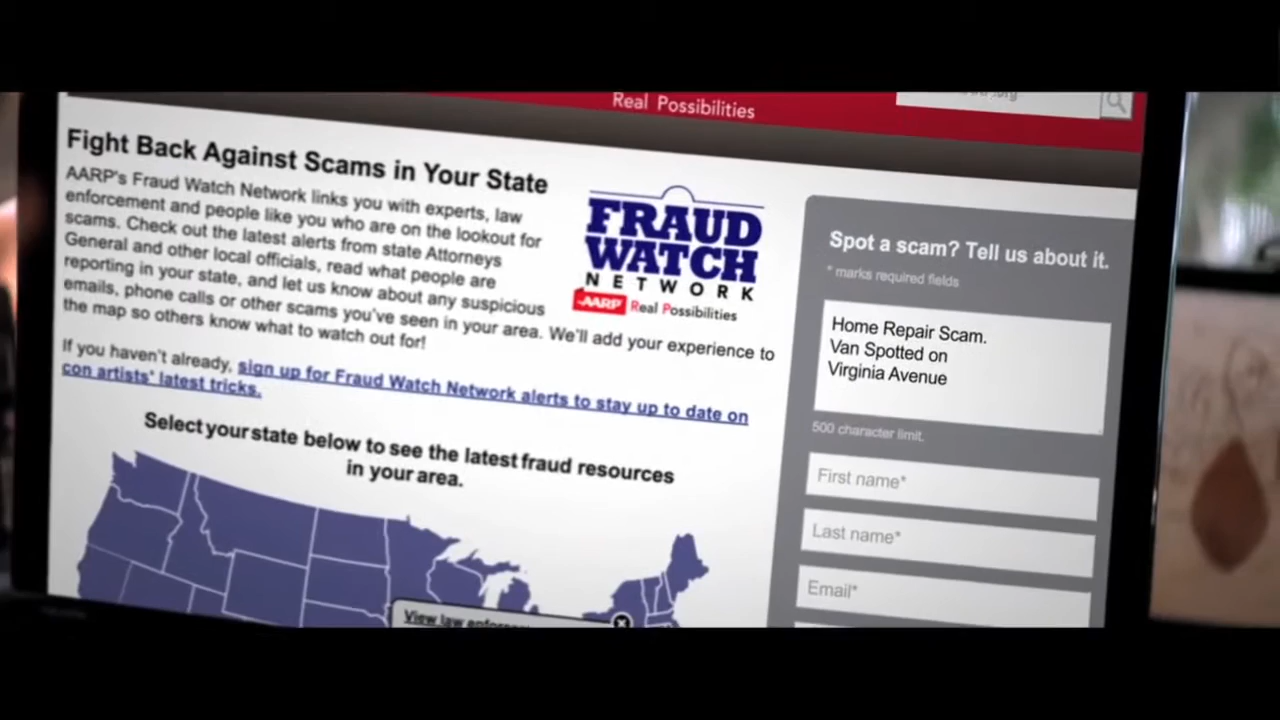 Real Possibilities
Fight Back Against Scams in Your State
AARP's Fraud Watch Network links you with experts, law
enforcement and people like you who are on the lookout for
scams. Check out the latest alerts from state Attorneys
General and other local officials, read what people are
reporting in your state, and let us know about any suspicious
emails, phone calls or other scams you've seen in your area. We'll add your experience to
the map so others know what to watch out for!
If you haven't already, sign up for Fraud Watch Network alerts to stay up to date on
con artists' latest tricks.
Select your state below to see the latest fraud resources
in your area.
View law
FRAUD
WATCH
NETWORK
AARP Real Possibilities
Spot a scam? Tell us about it.
* marks required fields
Home Repair Scam.
Van Spotted on
Virginia Avenue
500 character limit.
First name*
Last name*
Email*